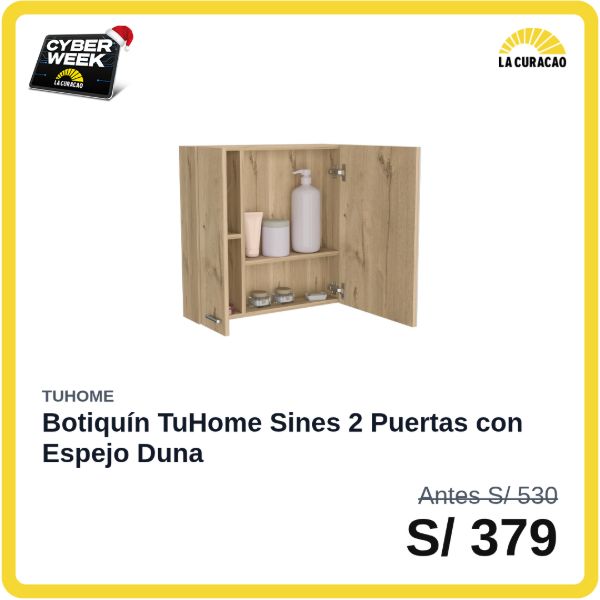 CYBER
WEEK
LA CURACAO
LA CURACAO
TUHOME
Botiquín TuHome Sines 2 Puertas con
Espejo Duna
Antes S/ 530
S/ 379